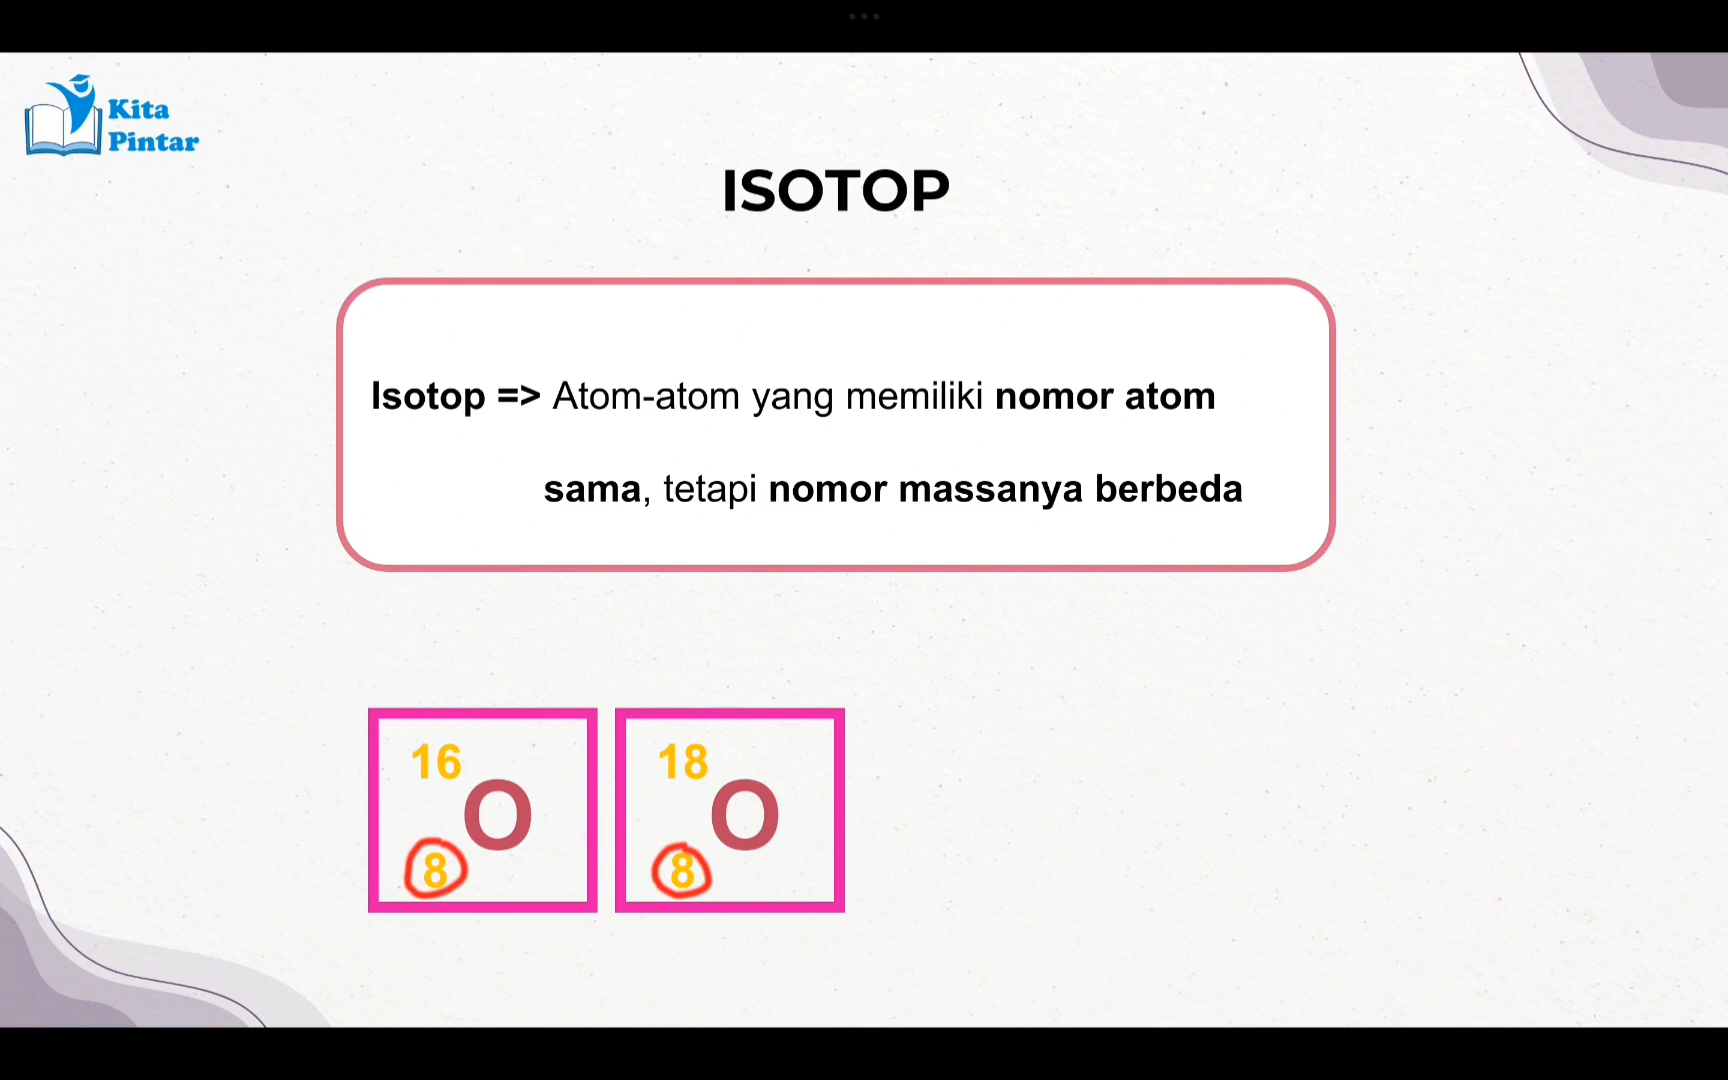 Kita
Pintar
ISOTOP
Isotop => Atom-atom yang memiliki nomor atom
sama, tetapi nomor massanya berbeda
16
O
8
18
O
8